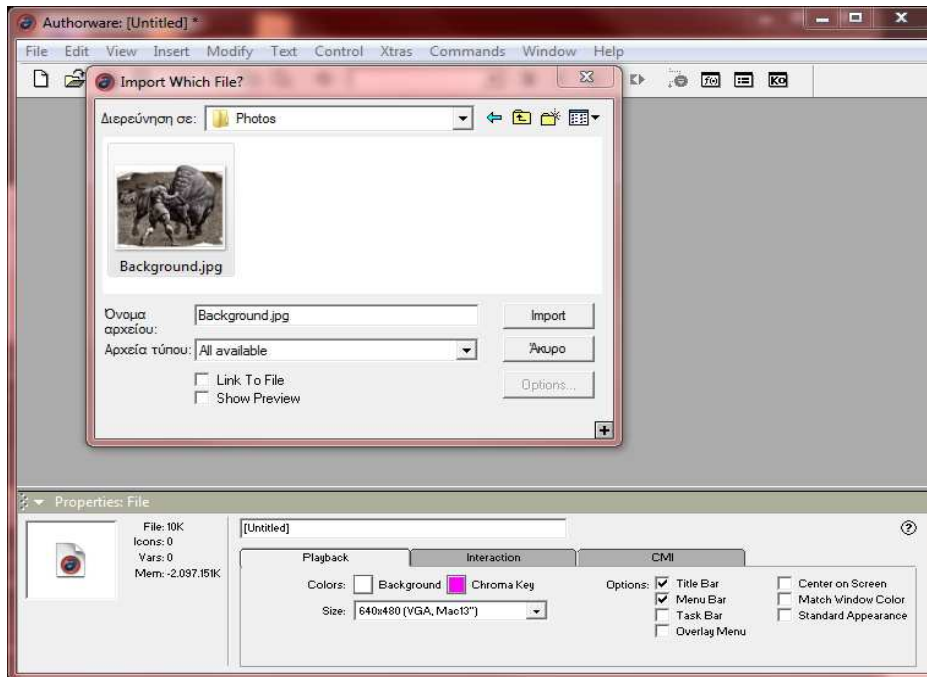 Authorware: [Untitled] *
File Edit View Insert Modify Text Control Xtras Commands Window Help
Import Which File?
Διερεύνηση σε: Photos
Background.jpg
Όνομα αρχείου: Background.jpg
Import
Αρχεία τύπου: All available
Άκυρο
Link To File
Show Preview
Options...
Properties: File
File: 10K
Icons: 0
Vars: 0
Mem: -2.097.151K
[Untitled]
Playback Interaction CMI
Colors: Background Chroma Key
Size: 640x480 (VGA, Mac13")
Options: Title Bar
Menu Bar
Task Bar
Overlay Menu
Center on Screen
Match Window Color
Standard Appearance